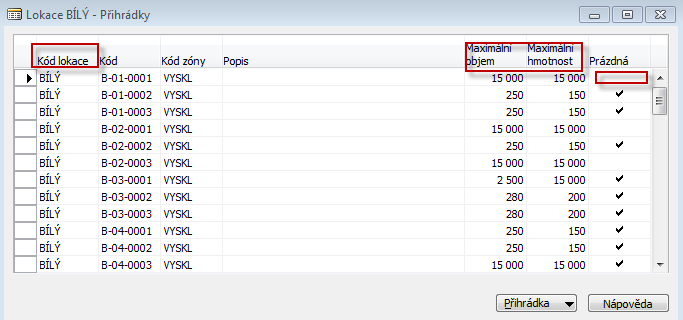 Lokace BÍLÝ - Přihrádky
Kód lokace Kód Kód zóny Popis Maximální objem Maximální hmotnost Prázdná
BÍLÝ B-01-0001 VYSKL 15 000 15 000
BÍLÝ B-01-0002 VYSKL 250 150 ✔
BÍLÝ B-01-0003 VYSKL 250 150 ✔
BÍLÝ B-02-0001 VYSKL 15 000 15 000
BÍLÝ B-02-0002 VYSKL 250 150 ✔
BÍLÝ B-02-0003 VYSKL 15 000 15 000
BÍLÝ B-03-0001 VYSKL 2 500 15 000 ✔
BÍLÝ B-03-0002 VYSKL 280 200 ✔
BÍLÝ B-03-0003 VYSKL 280 200 ✔
BÍLÝ B-04-0001 VYSKL 250 150 ✔
BÍLÝ B-04-0002 VYSKL 250 150 ✔
BÍLÝ B-04-0003 VYSKL 15 000 15 000 ✔
Přihrádka Nápověda